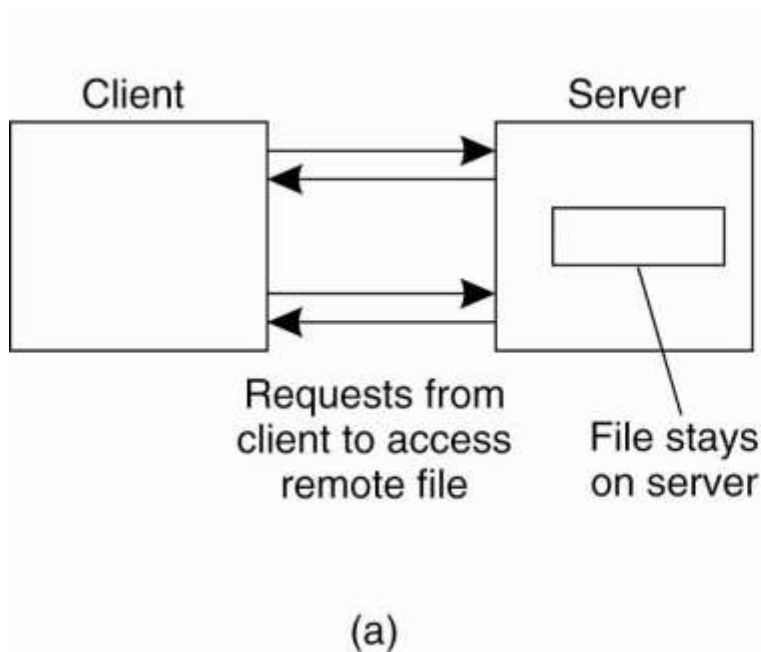 Client
Server
Requests from
client to access
remote file
File stays
on server
(a)